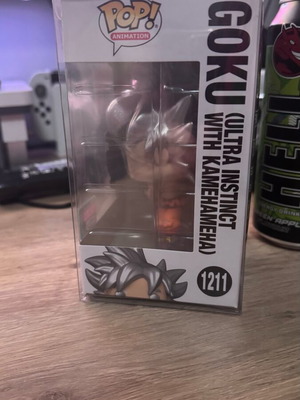 POP!
ANIMATION
GOKU
(ULTRA INSTINCT
WITH KAMEHAMEHA)
1211